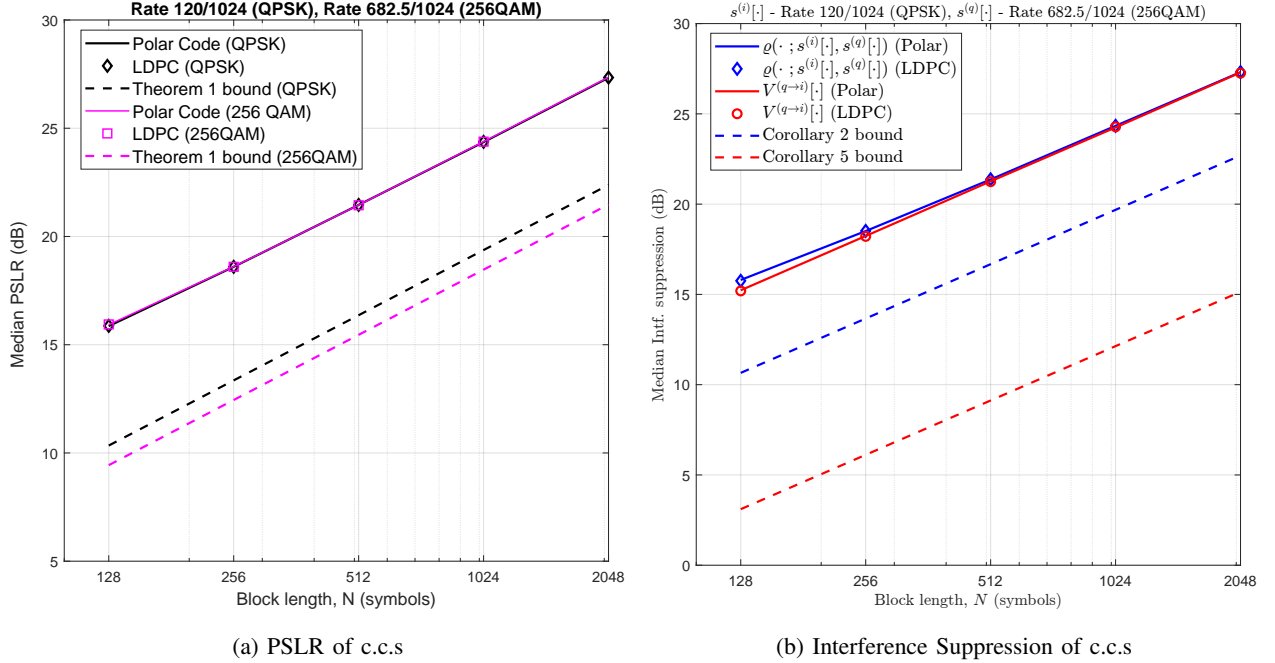 Rate 120/1024 (QPSK), Rate 682.5/1024 (256QAM)
30
25
20
15
10
5
Median PSLR (dB)
Polar Code (QPSK)
LDPC (QPSK)
Theorem 1 bound (QPSK)
Polar Code (256 QAM)
LDPC (256QAM)
Theorem 1 bound (256QAM)
128
256
512
1024
2048
Block length, N (symbols)
(a) PSLR of c.c.s
s^{(i)}[·] - Rate 120/1024 (QPSK), s^{(q)}[·] - Rate 682.5/1024 (256QAM)
30
25
20
15
10
5
0
Median Intf. suppression (dB)
ϱ(· ; s^{(i)}[·], s^{(q)}[·]) (Polar)
ϱ(· ; s^{(i)}[·], s^{(q)}[·]) (LDPC)
V^{(q→i)}[·] (Polar)
V^{(q→i)}[·] (LDPC)
Corollary 2 bound
Corollary 5 bound
128
256
512
1024
2048
Block length, N (symbols)
(b) Interference Suppression of c.c.s